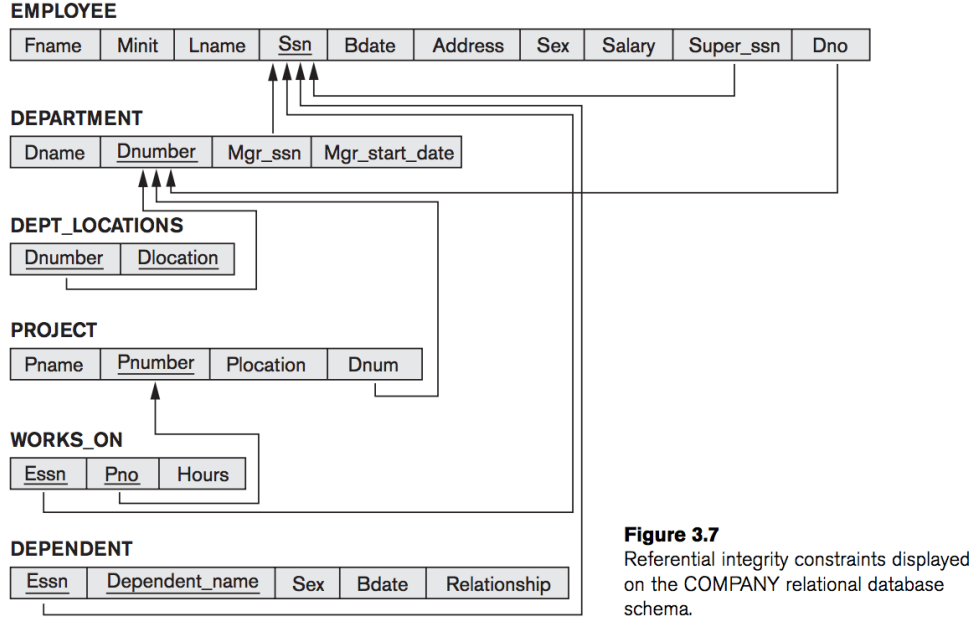 EMPLOYEE
Fname Minit Lname Ssn Bdate Address Sex Salary Super_ssn Dno
DEPARTMENT
Dname Dnumber Mgr_ssn Mgr_start_date
DEPT_LOCATIONS
Dnumber Dlocation
PROJECT
Pname Pnumber Plocation Dnum
WORKS_ON
Essn Pno Hours
DEPENDENT
Essn Dependent_name Sex Bdate Relationship
Figure 3.7
Referential integrity constraints displayed
on the COMPANY relational database
schema.